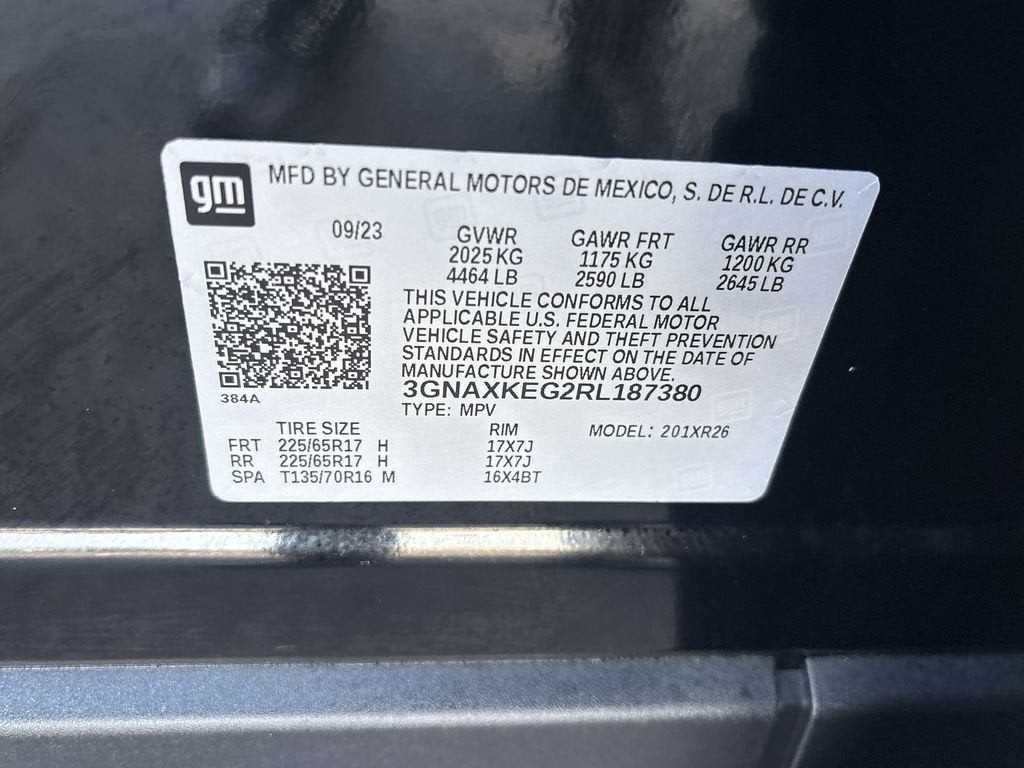 gm
MFD BY GENERAL MOTORS DE MEXICO, S. DE R.L. DE C.V.
09/23
GVWR
2025 KG
4464 LB
GAWR FRT
1175 KG
2590 LB
GAWR RR
1200 KG
2645 LB
THIS VEHICLE CONFORMS TO ALL
APPLICABLE U.S. FEDERAL MOTOR
VEHICLE SAFETY AND THEFT PREVENTION
STANDARDS IN EFFECT ON THE DATE OF
MANUFACTURE SHOWN ABOVE.
3GNAXKEG2RL187380
TYPE: MPV
384A
MODEL: 201XR26
TIRE SIZE RIM
FRT 225/65R17 H 17X7J
RR 225/65R17 H 17X7J
SPA T135/70R16 M 16X4BT